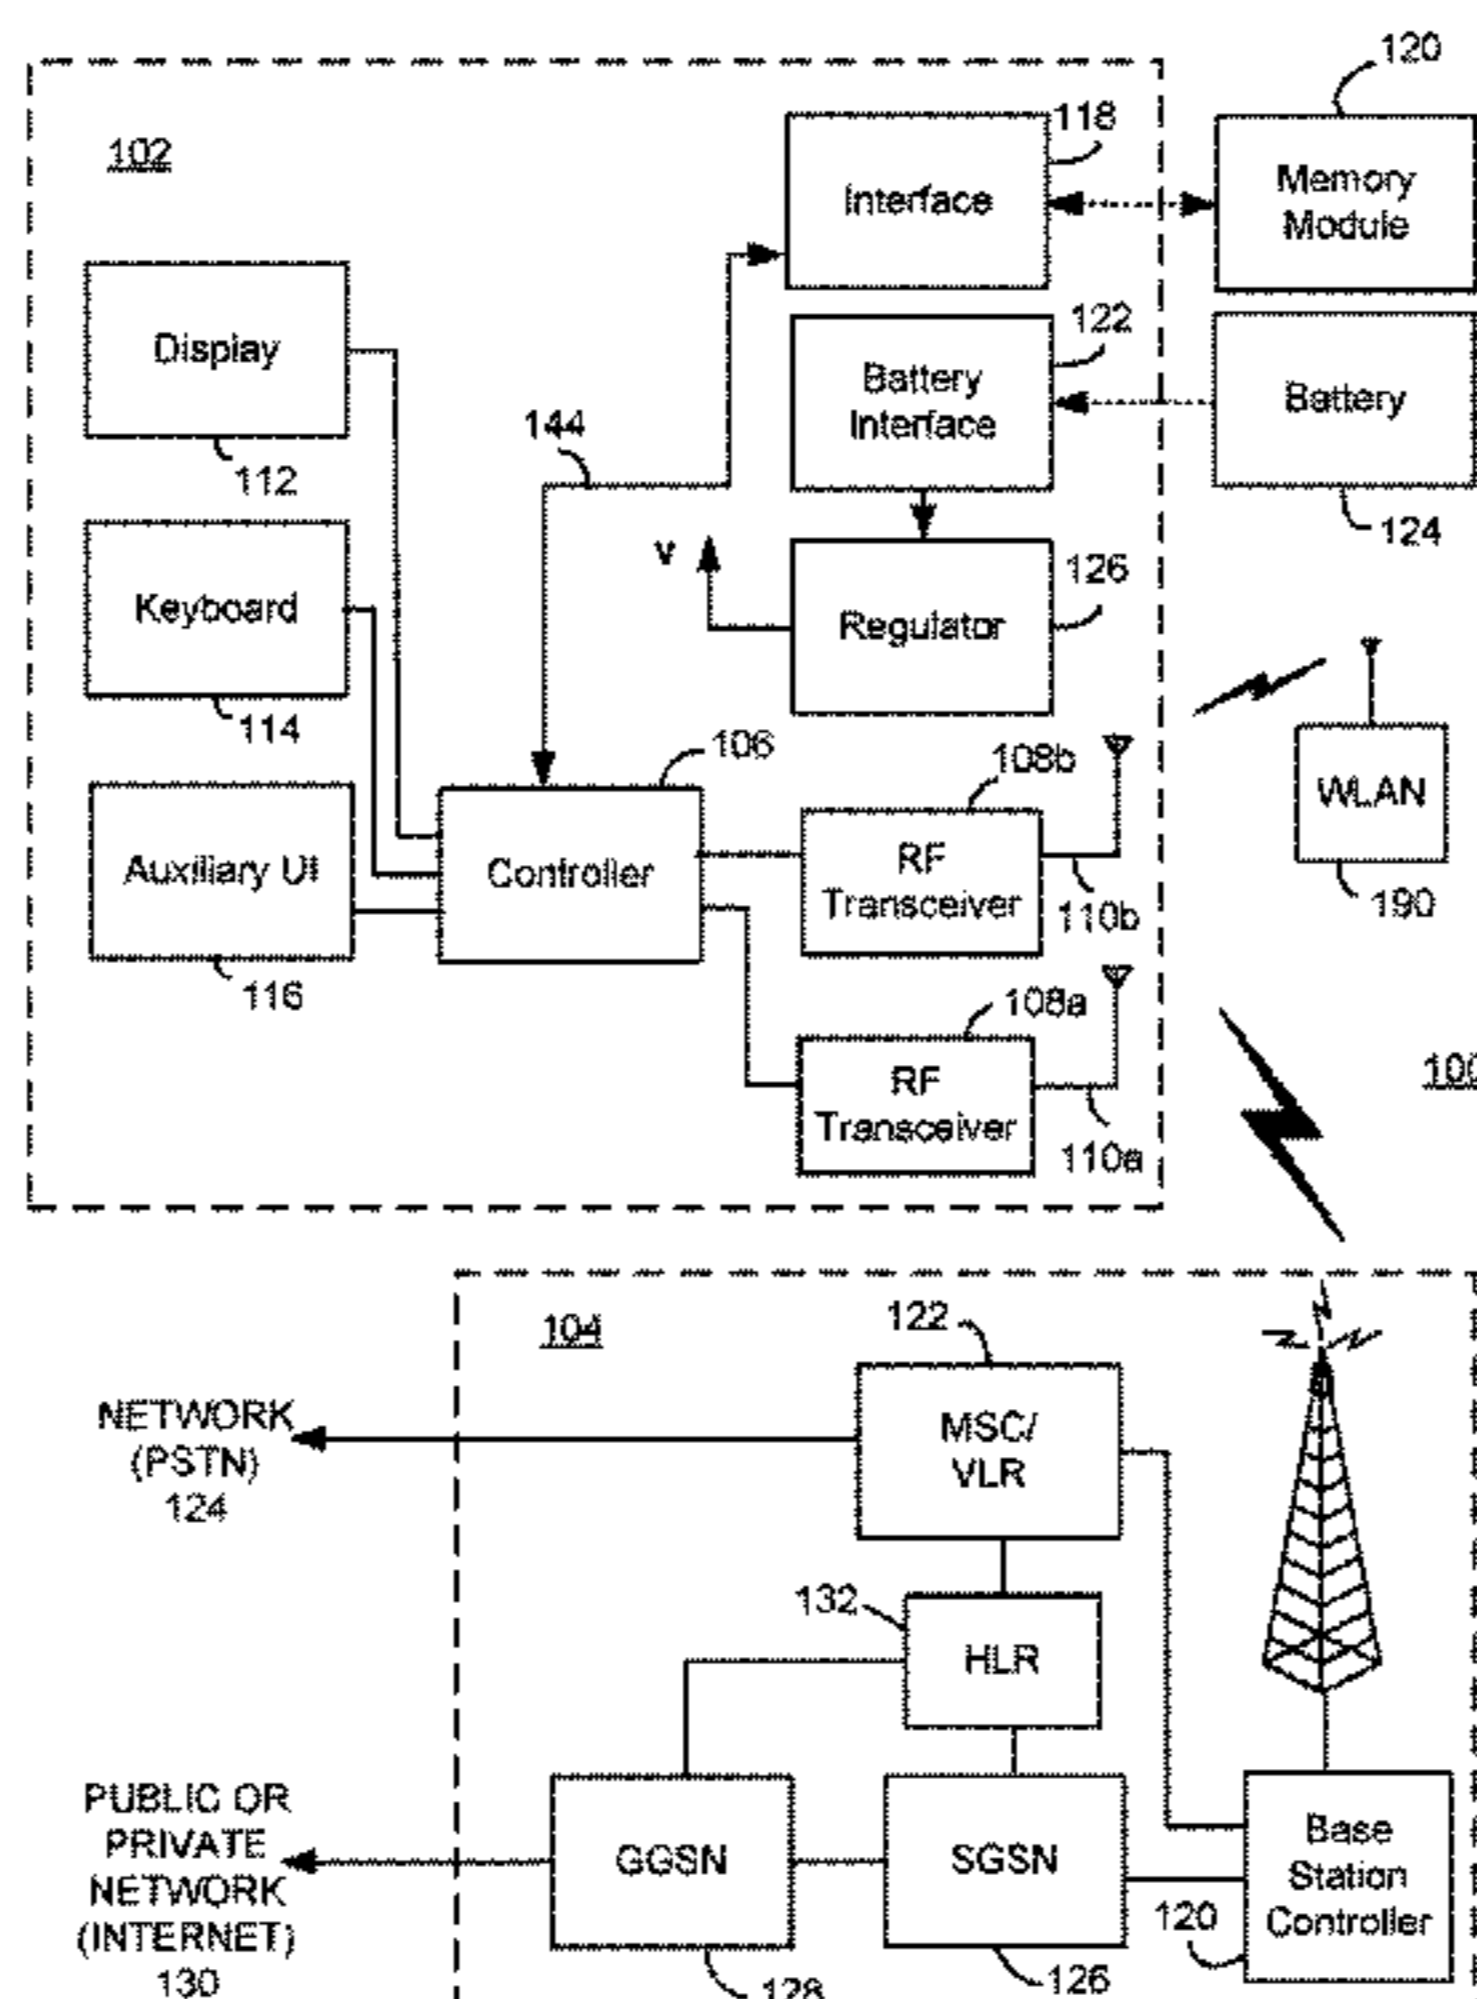 120
102
118
Interface
Memory
Module
122
Display
Battery
Interface
Battery
144
112
124
V
126
Keyboard
Regulator
114
106
108b
WLAN
Auxiliary UI
Controller
RF
Transceiver
110b
190
116
108a
100
RF
Transceiver
110a
104
122
NETWORK
(PSTN)
124
MSC/
VLR
132
HLR
PUBLIC OR
PRIVATE
NETWORK
(INTERNET)
130
GGSN
SGSN
Base
Station
Controller
120
128
126